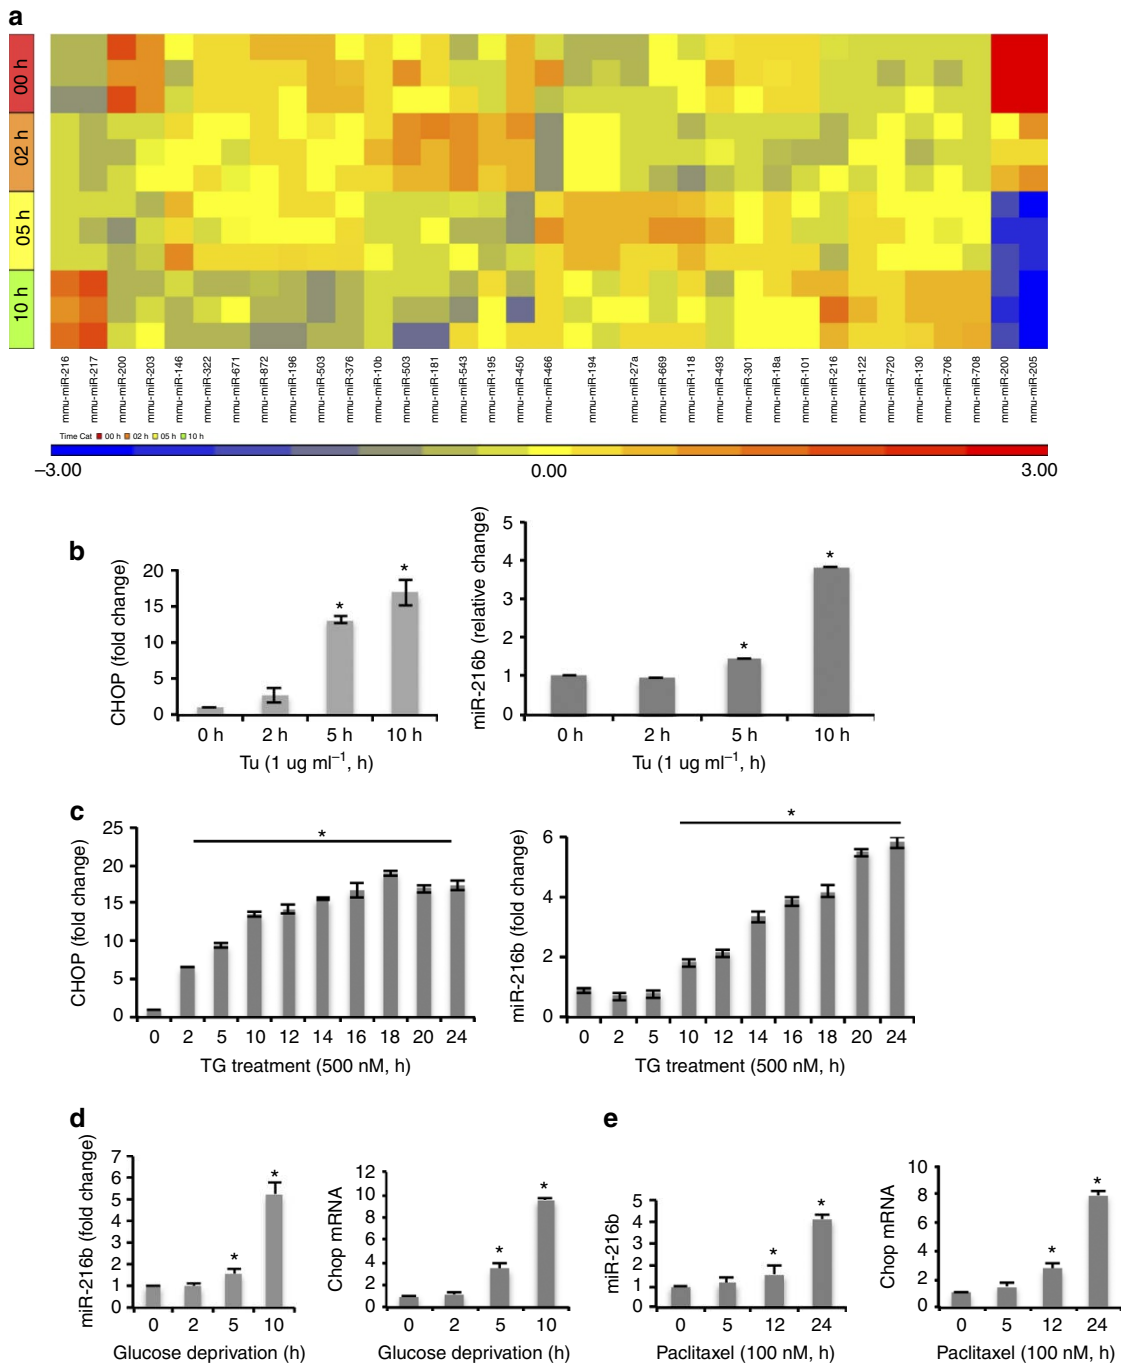 a
00 h
02 h
05 h
10 h
mmu-miR-216
mmu-miR-217
mmu-miR-200
mmu-miR-203
mmu-miR-146
mmu-miR-322
mmu-miR-671
mmu-miR-872
mmu-miR-196
mmu-miR-503
mmu-miR-376
mmu-miR-10b
mmu-miR-503
mmu-miR-181
mmu-miR-543
mmu-miR-195
mmu-miR-450
mmu-miR-466
mmu-miR-194
mmu-miR-27a
mmu-miR-669
mmu-miR-118
mmu-miR-493
mmu-miR-301
mmu-miR-18a
mmu-miR-101
mmu-miR-216
mmu-miR-122
mmu-miR-720
mmu-miR-130
mmu-miR-706
mmu-miR-708
mmu-miR-200
mmu-miR-205
Time Cat 00 h 02 h 05 h 10 h
–3.00 0.00 3.00
b
CHOP (fold change)
20
15
10
5
0
* *
0 h 2 h 5 h 10 h
Tu (1 ug ml–1, h)
miR-216b (relative change)
5
4
3
2
1
0
* *
0 h 2 h 5 h 10 h
Tu (1 ug ml–1, h)
c
CHOP (fold change)
25
20
15
10
5
0
*
0 2 5 10 12 14 16 18 20 24
TG treatment (500 nM, h)
miR-216b (fold change)
6
4
2
0
*
0 2 5 10 12 14 16 18 20 24
TG treatment (500 nM, h)
d
miR-216b (fold change)
7
6
5
4
3
2
1
0
* *
0 2 5 10
Glucose deprivation (h)
Chop mRNA
12
10
8
6
4
2
0
* *
0 2 5 10
Glucose deprivation (h)
e
miR-216b
5
4
3
2
1
0
* *
0 5 12 24
Paclitaxel (100 nM, h)
Chop mRNA
10
8
6
4
2
0
* *
0 5 12 24
Paclitaxel (100 nM, h)